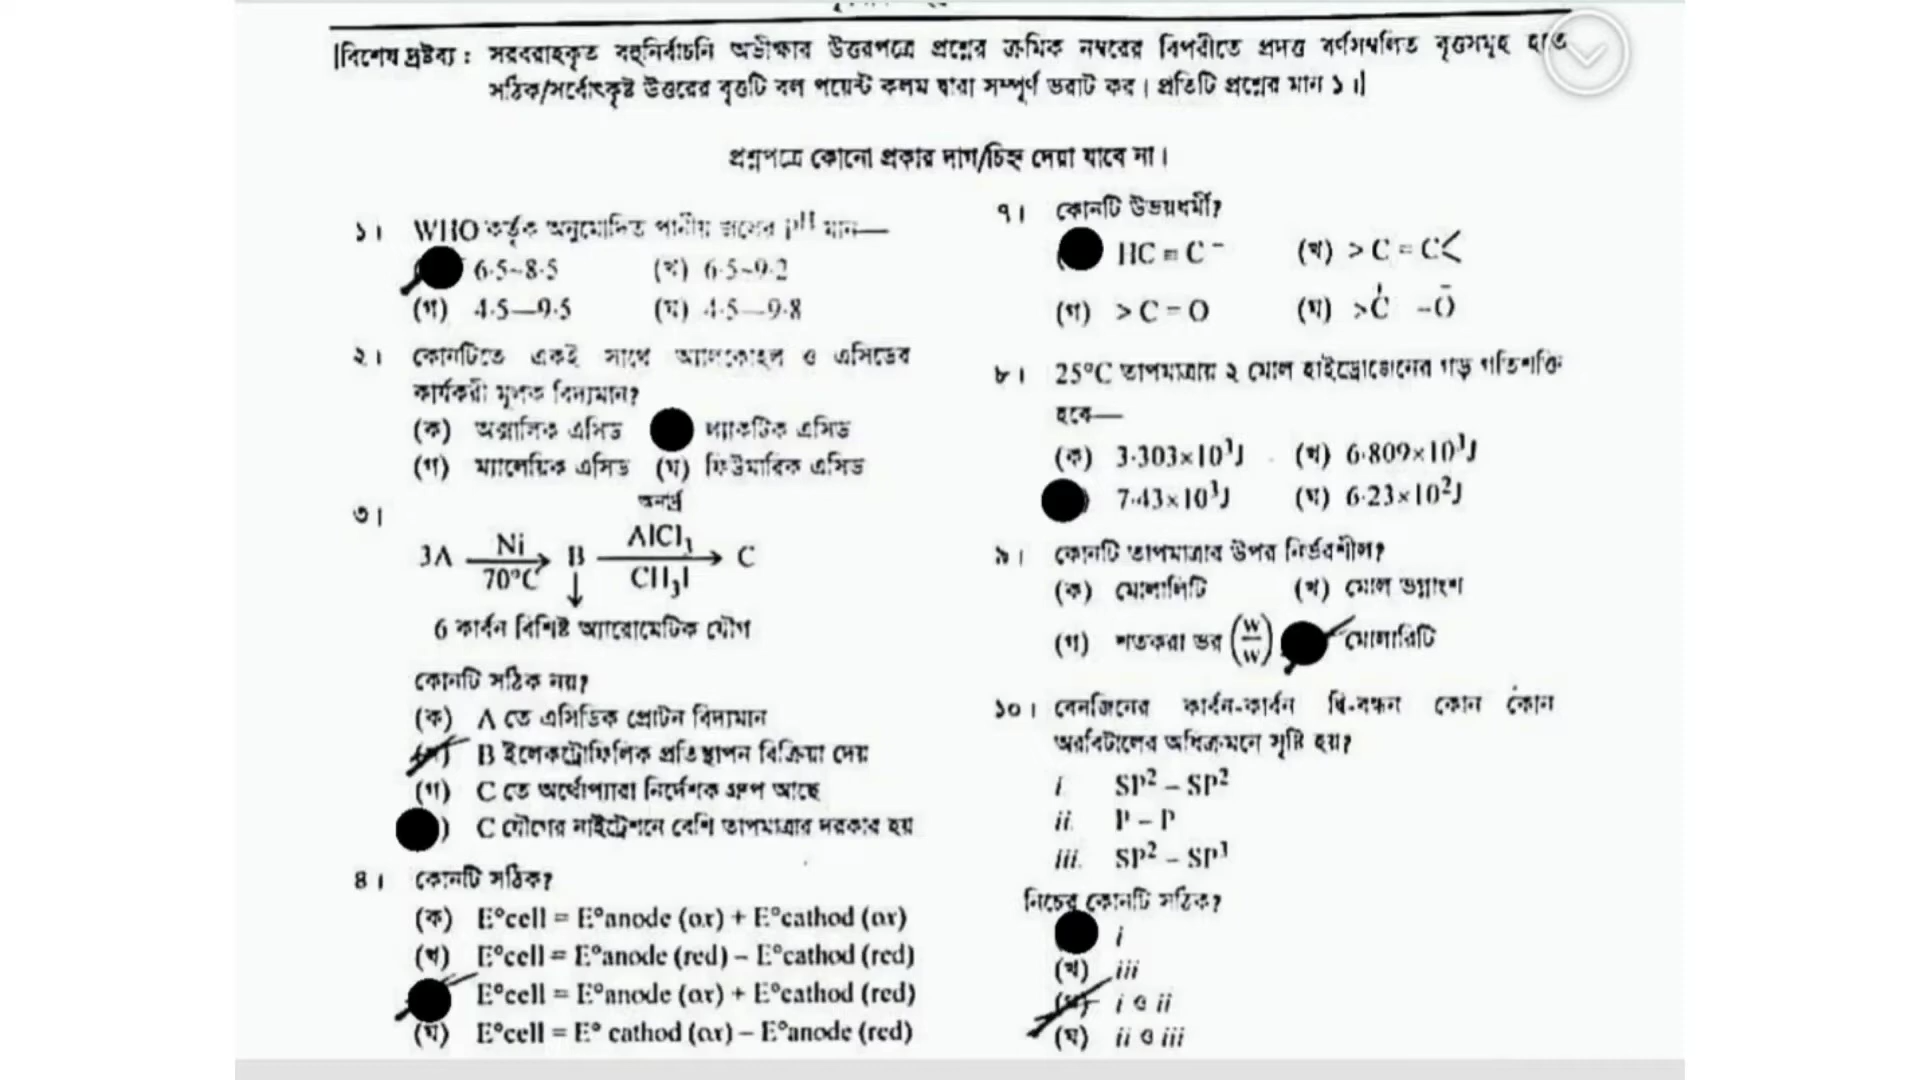 [বিশেষ দ্রষ্টব্য : সরবরাহকৃত বহুনির্বাচনি অভীক্ষার উত্তরপত্রে প্রশ্নের ক্রমিক নম্বরের বিপরীতে প্রদত্ত বর্ণসম্বলিত বৃত্তসমূহ হতে
সঠিক/সর্বোৎকৃষ্ট উত্তরের বৃত্তটি বল পয়েন্ট কলম দ্বারা সম্পূর্ণ ভরাট কর। প্রতিটি প্রশ্নের মান ১।]
প্রশ্নপত্রে কোনো প্রকার দাগ/চিহ্ন দেয়া যাবে না।
১। WHO কর্তৃক অনুমোদিত পানীয় জলের pH মান—
6·5–8·5 (খ) 6·5–9·2
(গ) 4·5—9·5 (ঘ) 4·5—9·8
২। কোনটিতে একই সাথে অ্যালকোহল ও এসিডের
কার্যকরী মূলক বিদ্যমান?
(ক) অক্সালিক এসিড ল্যাকটিক এসিড
(গ) ম্যালেয়িক এসিড (ঘ) ফিউমারিক এসিড
৩।
অনার্দ্র
3A Ni B AlCl₃ C
70°C CH₃I
6 কার্বন বিশিষ্ট অ্যারোমেটিক যৌগ
কোনটি সঠিক নয়?
(ক) A তে এসিডিক প্রোটন বিদ্যমান
(খ) B ইলেকট্রোফিলিক প্রতিস্থাপন বিক্রিয়া দেয়
(গ) C তে অর্থোপ্যারা নির্দেশক গ্রুপ আছে
) C যৌগের নাইট্রেশনে বেশি তাপমাত্রার দরকার হয়
৪। কোনটি সঠিক?
(ক) E°cell = E°anode (ox) + E°cathod (ox)
(খ) E°cell = E°anode (red) – E°cathod (red)
E°cell = E°anode (ox) + E°cathod (red)
(ঘ) E°cell = E° cathod (ox) – E°anode (red)
৭। কোনটি উভয়ধর্মী?
HC ≡ C⁻ (খ) >C = C<
(গ) >C = O (ঘ) >C – O
৮। 25°C তাপমাত্রায় ২ মোল হাইড্রোজেনের গড় গতিশক্তি
হবে—
(ক) 3·303×10³J (খ) 6·809×10³J
) 7·43×10³J (ঘ) 6·23×10²J
৯। কোনটি তাপমাত্রার উপর নির্ভরশীল?
(ক) মোলালিটি (খ) মোল ভগ্নাংশ
(গ) শতকরা ভর (w/w) মোলারিটি
১০। বেনজিনের কার্বন-কার্বন দ্বি-বন্ধন কোন কোন
অরবিটালের অধিক্রমনে সৃষ্টি হয়?
i. SP² – SP²
ii. P – P
iii. SP² – SP³
নিচের কোনটি সঠিক?
i
(খ) iii
(গ) i ও ii
(ঘ) ii ও iii